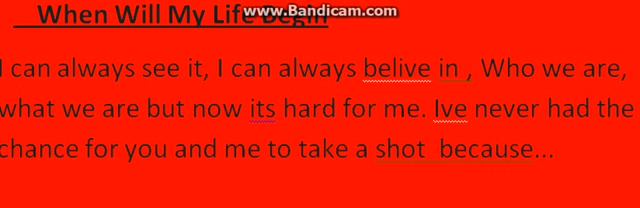 When Will My Life Begin
www.Bandicam.com
I can always see it, I can always belive in , Who we are,
what we are but now its hard for me. Ive never had the
chance for you and me to take a shot  because...